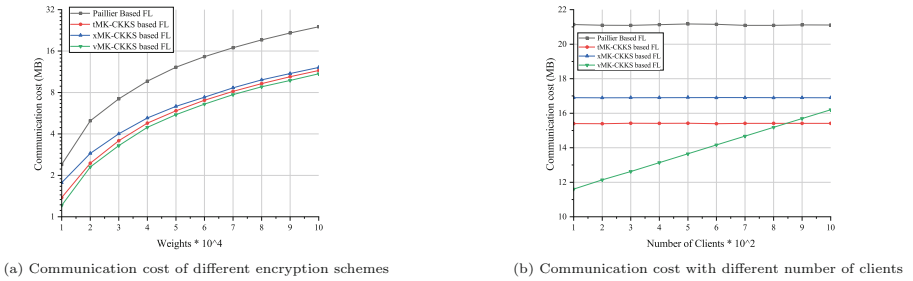 32
16
8
4
2
1
Communication cost (MB)
Paillier Based FL
tMK-CKKS based FL
xMK-CKKS based FL
vMK-CKKS based FL
1 2 3 4 5 6 7 8 9 10
Weights * 10^4
(a) Communication cost of different encryption schemes
22
20
18
16
14
12
10
Communication cost (MB)
Paillier Based FL
tMK-CKKS based FL
xMK-CKKS based FL
vMK-CKKS based FL
1 2 3 4 5 6 7 8 9 10
Number of Clients * 10^2
(b) Communication cost with different number of clients